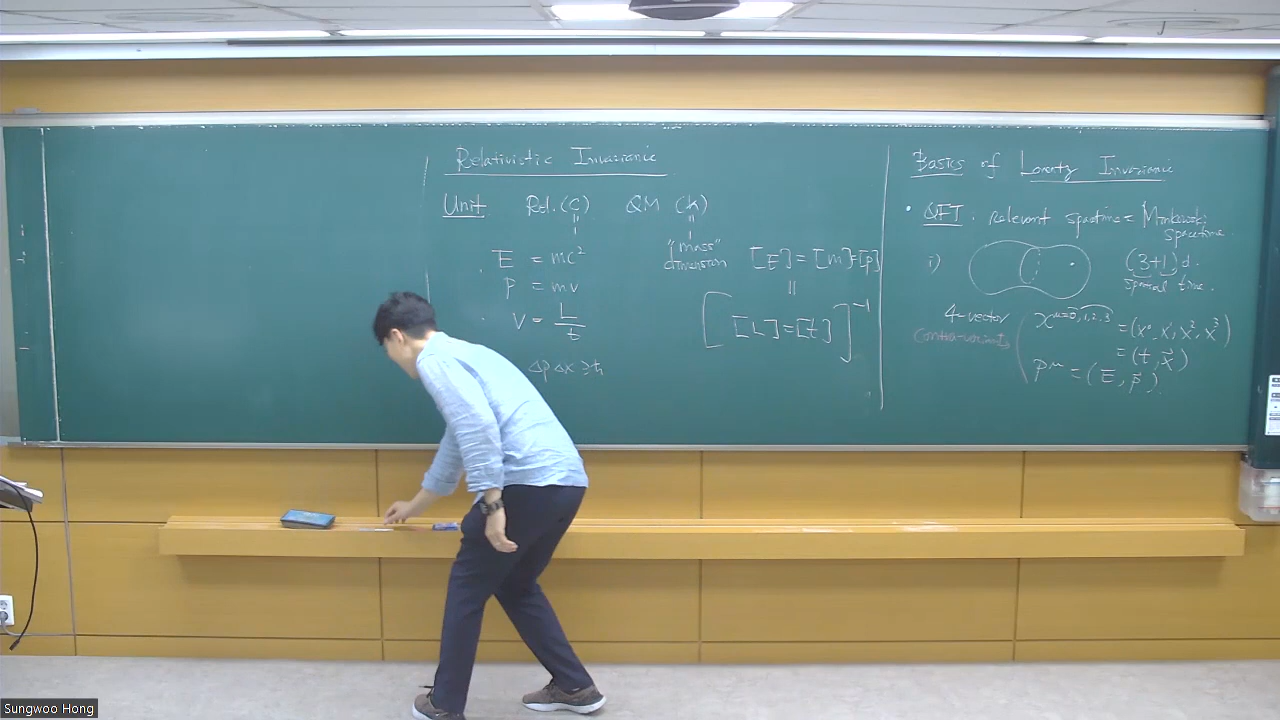 Relativistic Invariance
Unit Rel. (C) QM (ħ)
"mass" dimension
E = mc²
P = mv
V = L/t
Δp Δx ≥ ħ
[E] = [m] = [p]
[[L] = [t]]⁻¹
Basics of Lorentz Invariance
• QFT. relevant spacetime = Minkowski spacetime.
i) (3+1) d.
spatial time.
4-vector x^{μ=0,1,2,3} = (x⁰, x¹, x², x³)
contra-variant = (t, x⃗)
P^μ = (E, p⃗).
Sungwoo Hong